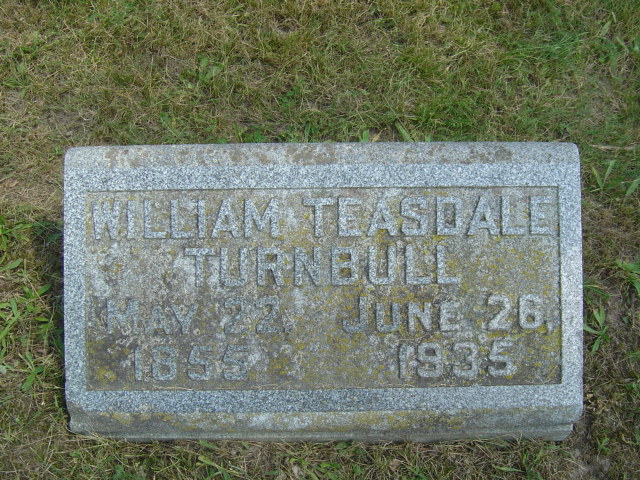 WILLIAM TEASDALE
TURNBULL
MAY 22, JUNE 26,
1855 1935